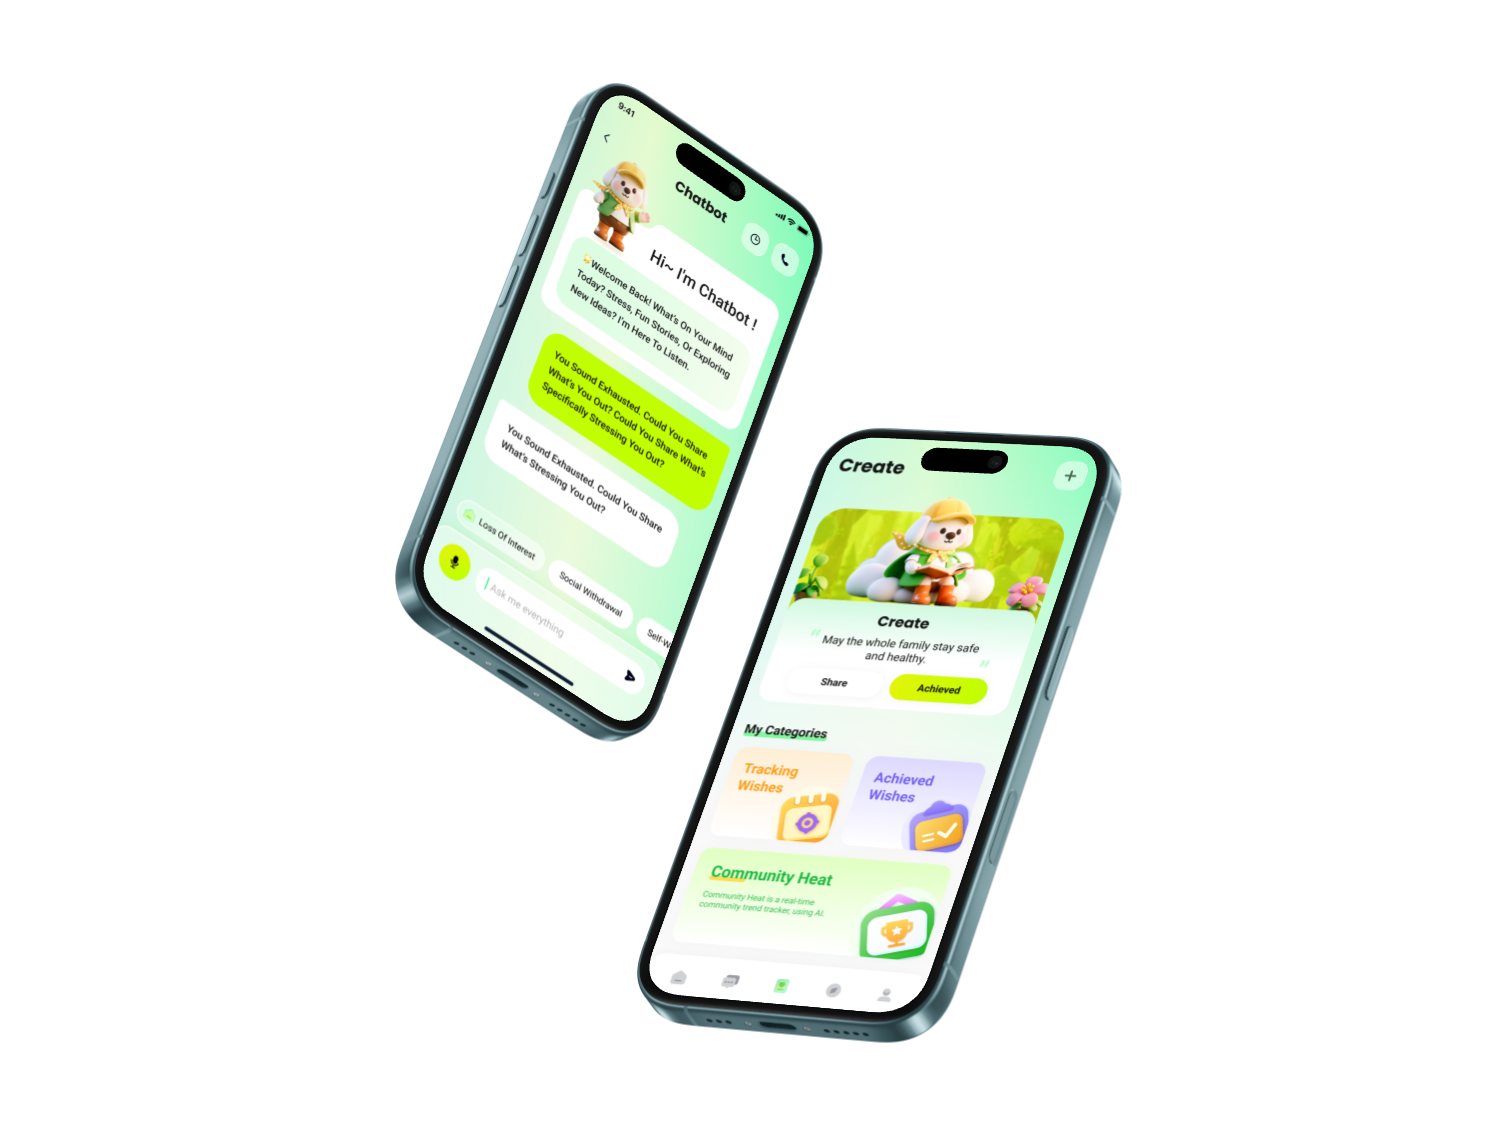 9:41
Chatbot
Hi~ I'm Chatbot !
Welcome Back! What's On Your Mind
Today? Stress, Fun Stories, Or Exploring
New Ideas? I'm Here To Listen.
You Sound Exhausted. Could You Share
What's You Out? Could You Share What's
Specifically Stressing You Out?
You Sound Exhausted. Could You Share
What's Stressing You Out?
Loss Of Interest
Social Withdrawal
Self-W
Ask me everything
Create
Create
" May the whole family stay safe
and healthy. "
Share
Achieved
My Categories
Tracking
Wishes
Achieved
Wishes
Community Heat
Community Heat is a real-time
community trend tracker, using AI.